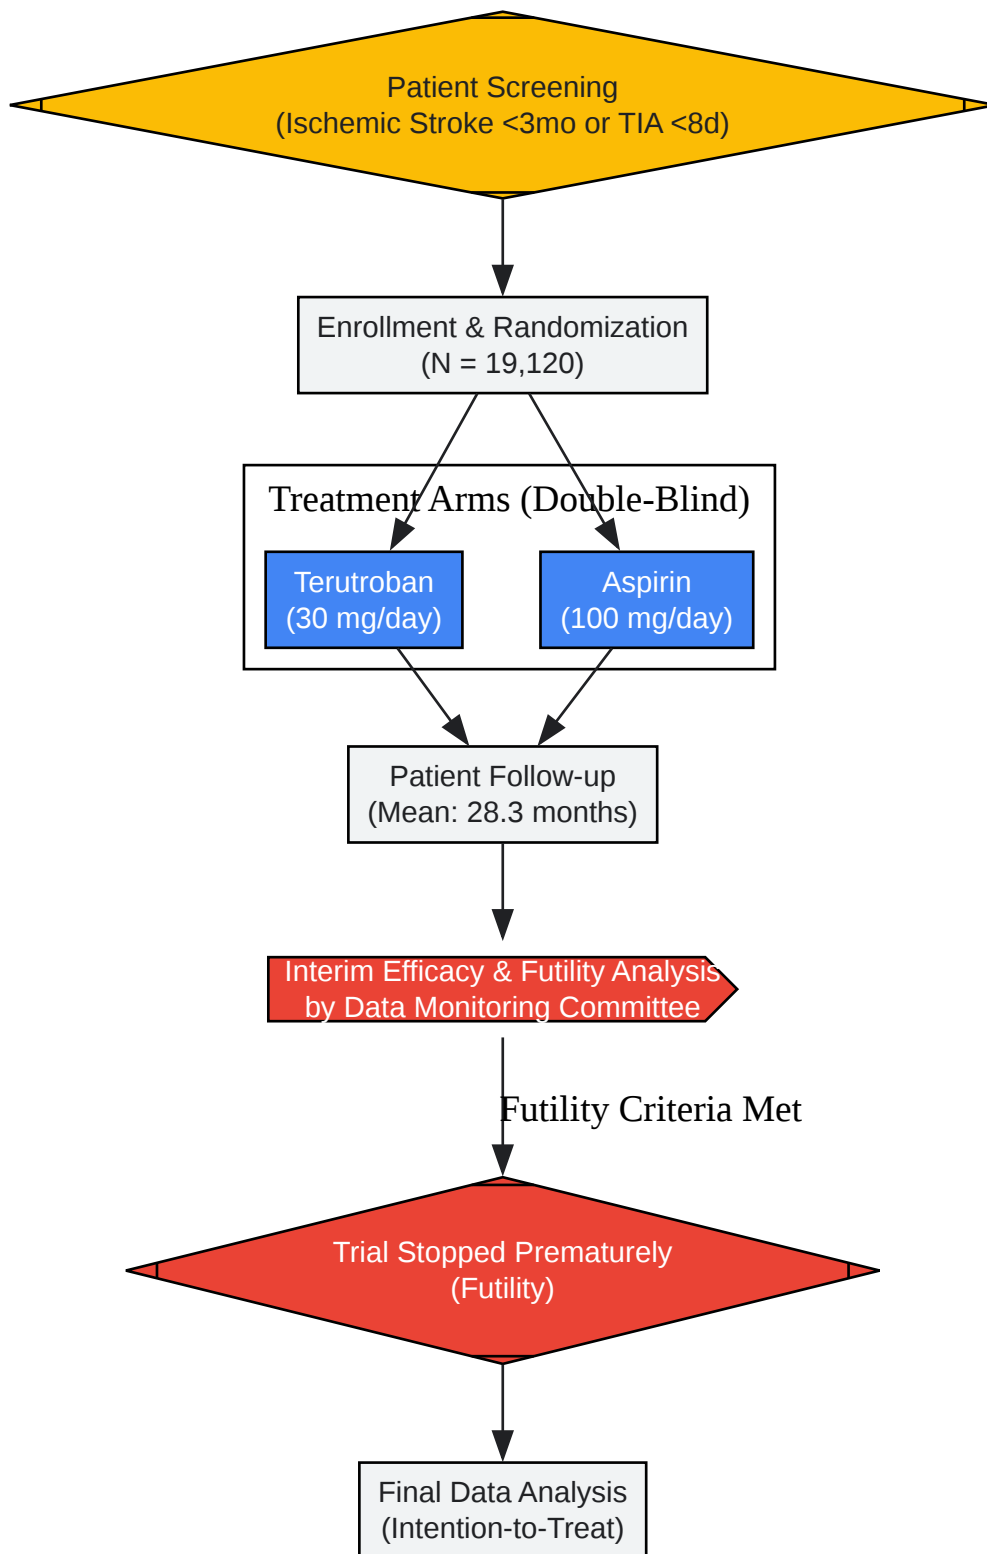 Patient Screening
(Ischemic Stroke <3mo or TIA <8d)
Enrollment & Randomization
(N = 19,120)
Treatment Arms (Double-Blind)
Terutroban
(30 mg/day)
Aspirin
(100 mg/day)
Patient Follow-up
(Mean: 28.3 months)
Interim Efficacy & Futility Analysis
by Data Monitoring Committee
Futility Criteria Met
Trial Stopped Prematurely
(Futility)
Final Data Analysis
(Intention-to-Treat)